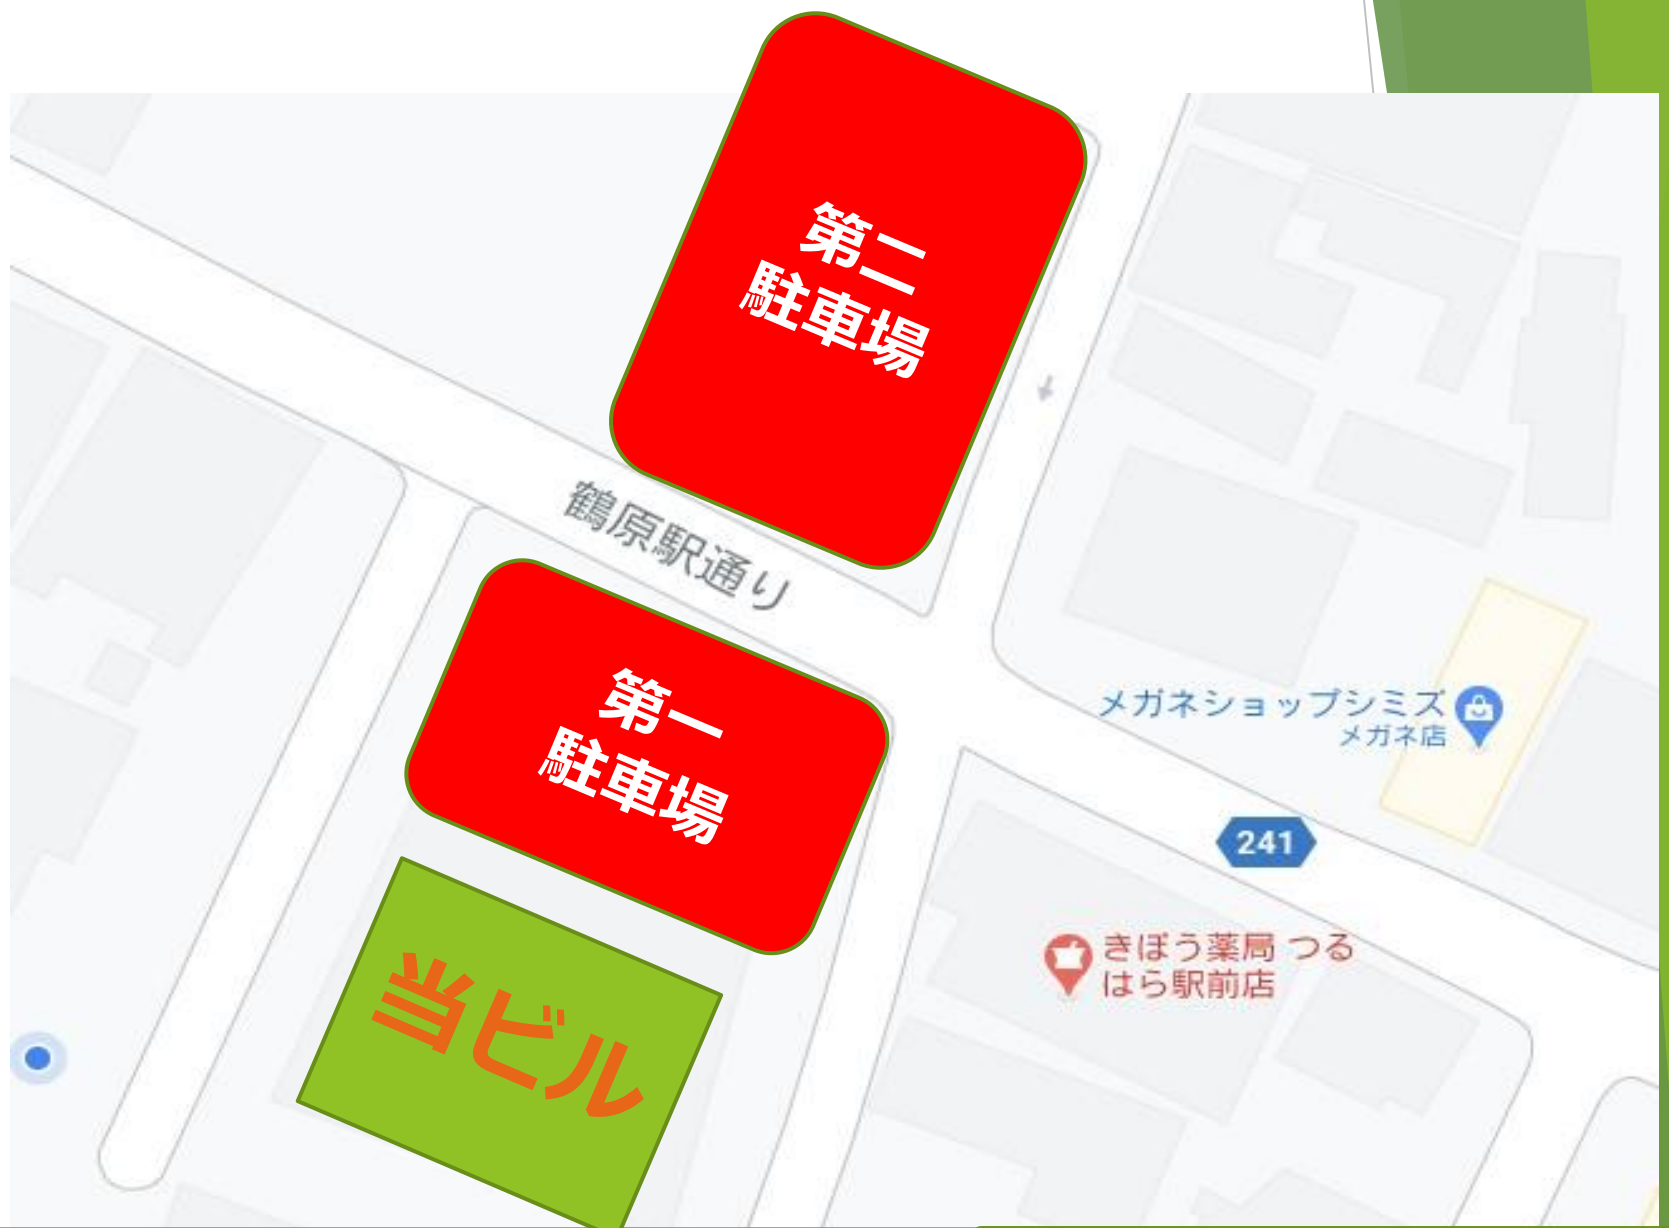 第二
駐車場
鶴原駅通り
第一
駐車場
メガネショップシミズ
メガネ店
241
きぼう薬局 つる
はら駅前店
当ビル